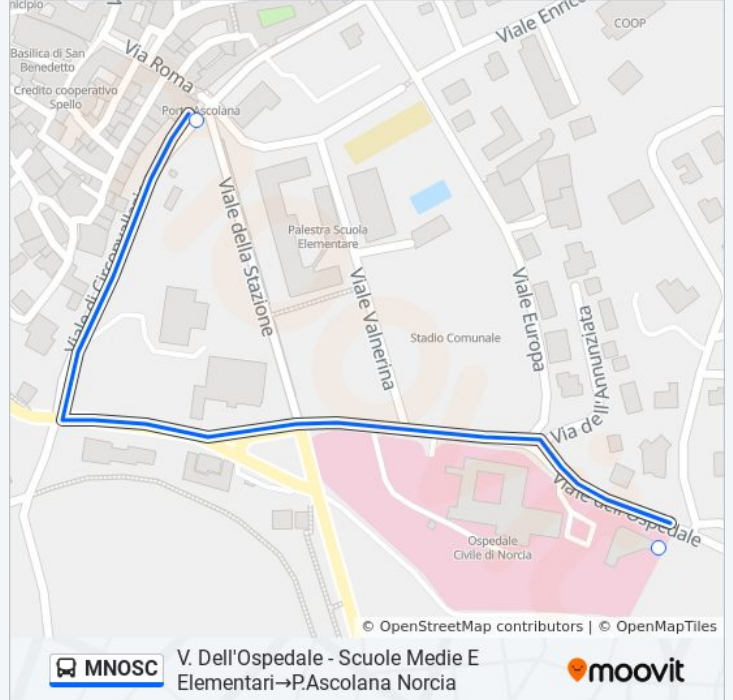 nicipio
Viale Enrico
COOP
Via Roma
Basilica di San
Benedetto
Credito cooperativo
Spello
Porta Ascolana
Viale di Circonvallazi
Viale della Stazione
Palestra Scuola
Elementare
Viale Valnerina
Stadio Comunale
Viale Europa
Via dell'Annunziata
Viale dell'Ospedale
Ospedale
Civile di Norcia
© OpenStreetMap contributors | © OpenMapTiles
MNOSC
V. Dell'Ospedale - Scuole Medie E
Elementari→P.Ascolana Norcia
moovit